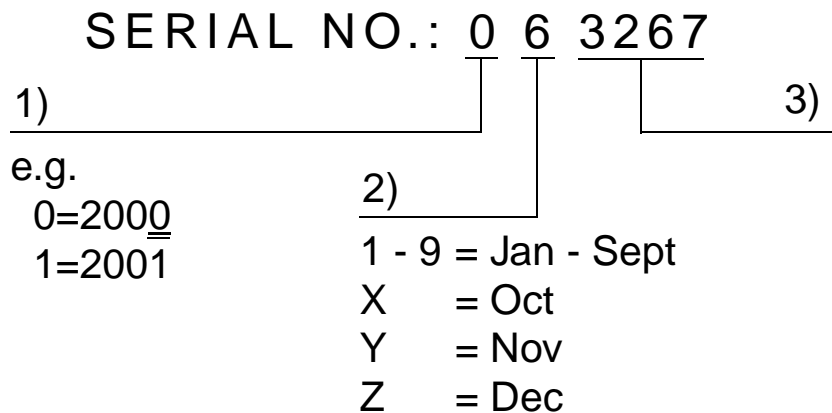 SERIAL NO.: 0 6 3267
1)
3)
e.g.
0=2000
1=2001
2)
1 - 9 = Jan - Sept
X = Oct
Y = Nov
Z = Dec